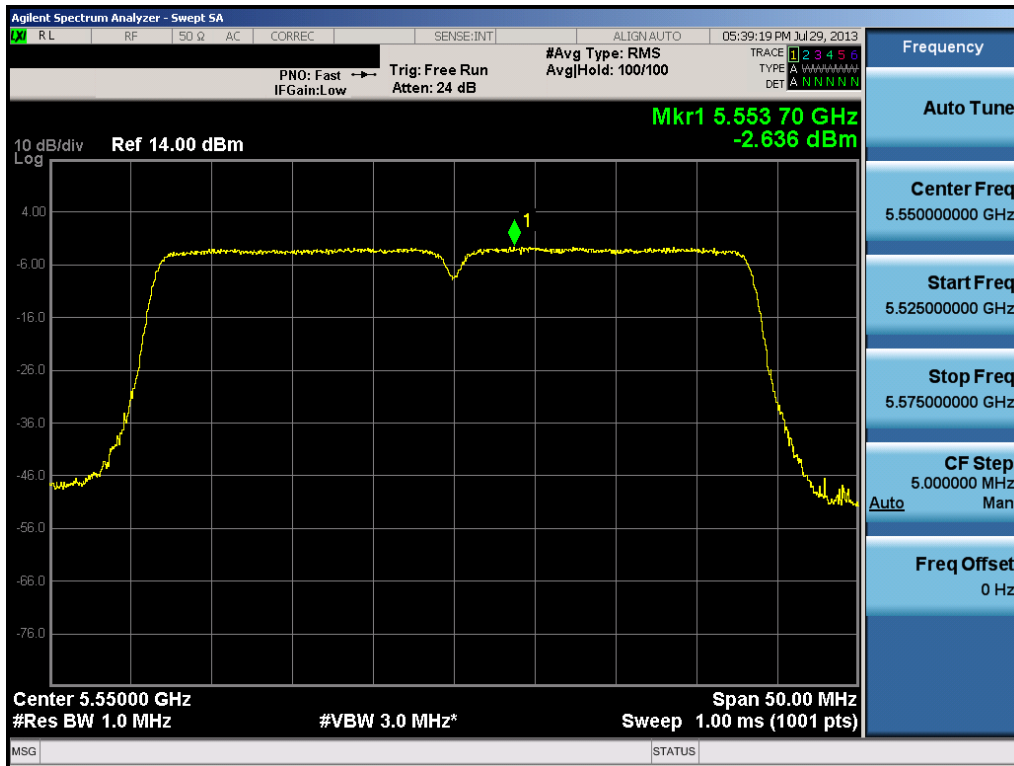 Agilent Spectrum Analyzer - Swept SA
LXI RL RF 50 Ω AC CORREC SENSE:INT ALIGN AUTO 05:39:19 PM Jul 29, 2013
PNO: Fast
IFGain:Low
Trig: Free Run
Atten: 24 dB
#Avg Type: RMS
Avg|Hold: 100/100
TRACE 1 2 3 4 5 6
TYPE A WWWWW
DET A N N N N N
Mkr1 5.553 70 GHz
-2.636 dBm
10 dB/div
Log
Ref 14.00 dBm
1
4.00
-6.00
-16.0
-26.0
-36.0
-46.0
-56.0
-66.0
-76.0
Center 5.55000 GHz
Span 50.00 MHz
#Res BW 1.0 MHz
#VBW 3.0 MHz*
Sweep 1.00 ms (1001 pts)
MSG
STATUS
Frequency
Auto Tune
Center Freq
5.550000000 GHz
Start Freq
5.525000000 GHz
Stop Freq
5.575000000 GHz
CF Step
5.000000 MHz
Auto Man
Freq Offset
0 Hz